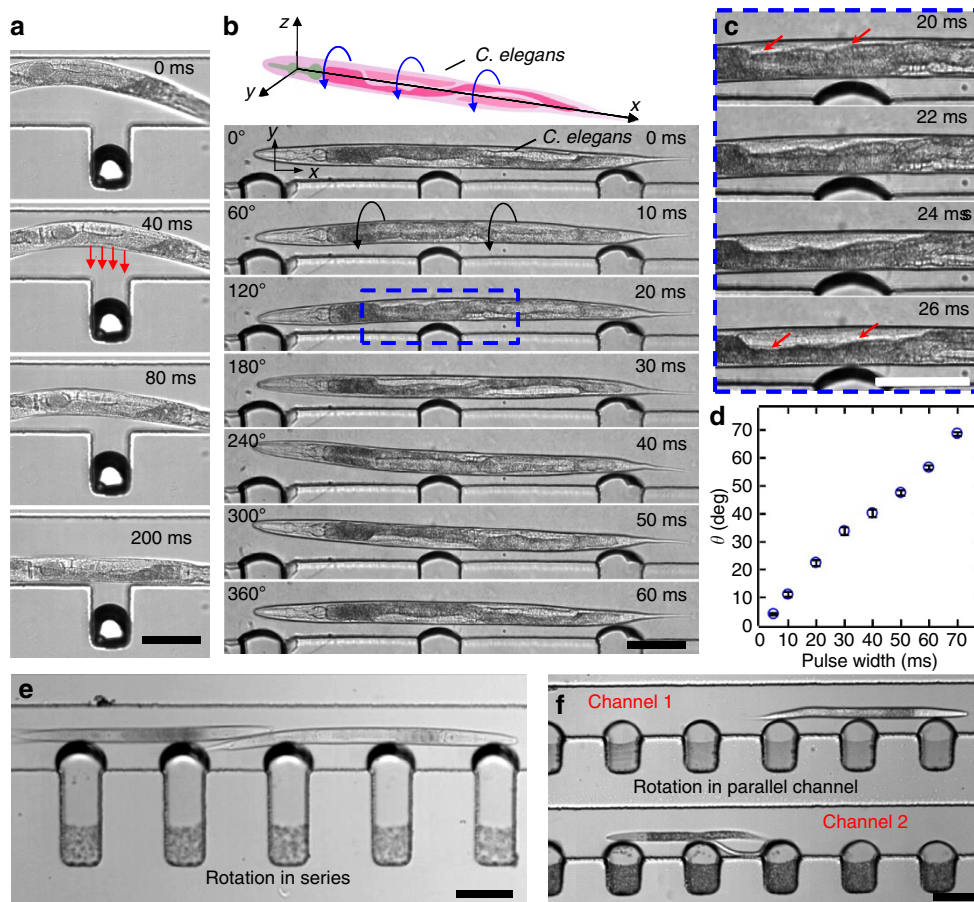 a
0 ms
40 ms
80 ms
200 ms
b
z
y
x
C. elegans
0°
y
x
C. elegans
0 ms
60°
10 ms
120°
20 ms
180°
30 ms
240°
40 ms
300°
50 ms
360°
60 ms
c
20 ms
22 ms
24 ms
s
26 ms
d
70
60
50
40
30
20
10
0
θ (deg)
0 10 20 30 40 50 60 70
Pulse width (ms)
e
Rotation in series
f
Channel 1
Rotation in parallel channel
Channel 2